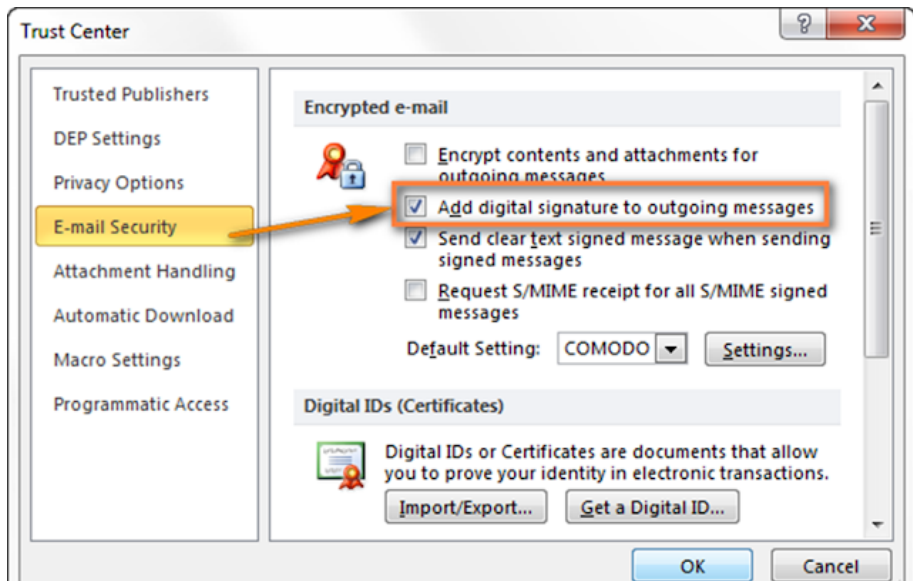 Trust Center
Trusted Publishers
DEP Settings
Privacy Options
E-mail Security
Attachment Handling
Automatic Download
Macro Settings
Programmatic Access
Encrypted e-mail
Encrypt contents and attachments for
outgoing messages
Add digital signature to outgoing messages
Send clear text signed message when sending
signed messages
Request S/MIME receipt for all S/MIME signed
messages
Default Setting: COMODO Settings...
Digital IDs (Certificates)
Digital IDs or Certificates are documents that allow
you to prove your identity in electronic transactions.
Import/Export... Get a Digital ID...
OK Cancel